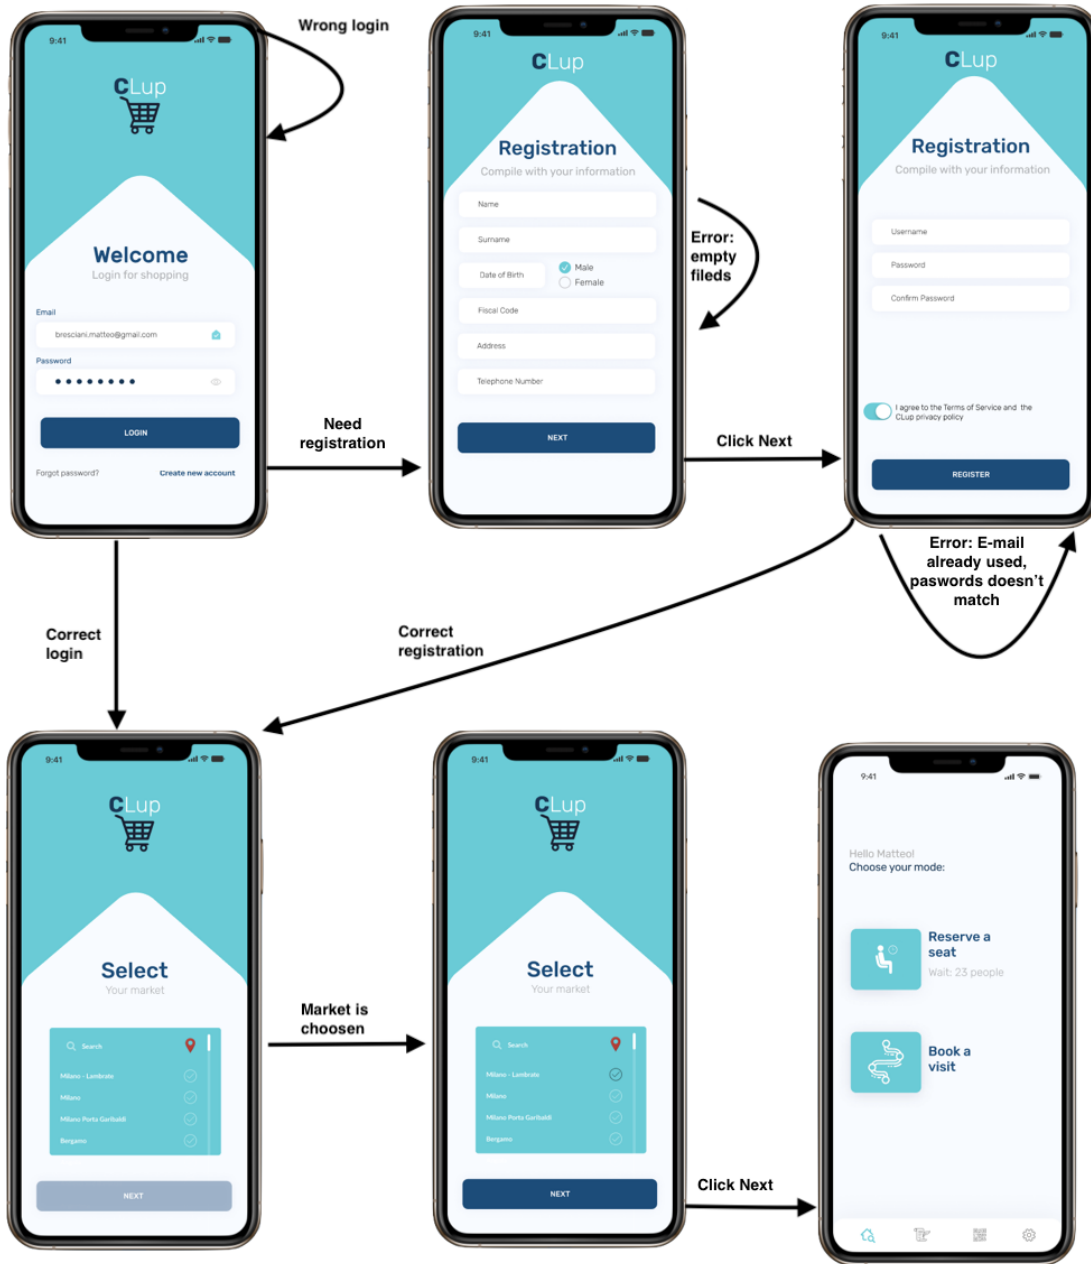 Wrong login
9:41
CLup
Welcome
Login for shopping
Email
bresciani.matteo@gmail.com
Password
LOGIN
Forgot password?
Create new account
Need
registration
9:41
CLup
Registration
Compile with your information
Name
Surname
Date of Birth
Male
Female
Fiscal Code
Address
Telephone Number
NEXT
Error:
empty
fileds
Click Next
9:41
CLup
Registration
Compile with your information
Username
Password
Confirm Password
I agree to the Terms of Service and the
CLup privacy policy
REGISTER
Error: E-mail
already used,
paswords doesn't
match
Correct
login
Correct
registration
9:41
CLup
Select
Your market
Search
Milano - Lambrate
Milano
Milano Porta Garibaldi
Bergamo
NEXT
Market is
choosen
9:41
CLup
Select
Your market
Search
Milano - Lambrate
Milano
Milano Porta Garibaldi
Bergamo
NEXT
Click Next
9:41
Hello Matteo!
Choose your mode:
Reserve a
seat
Wait: 23 people
Book a
visit